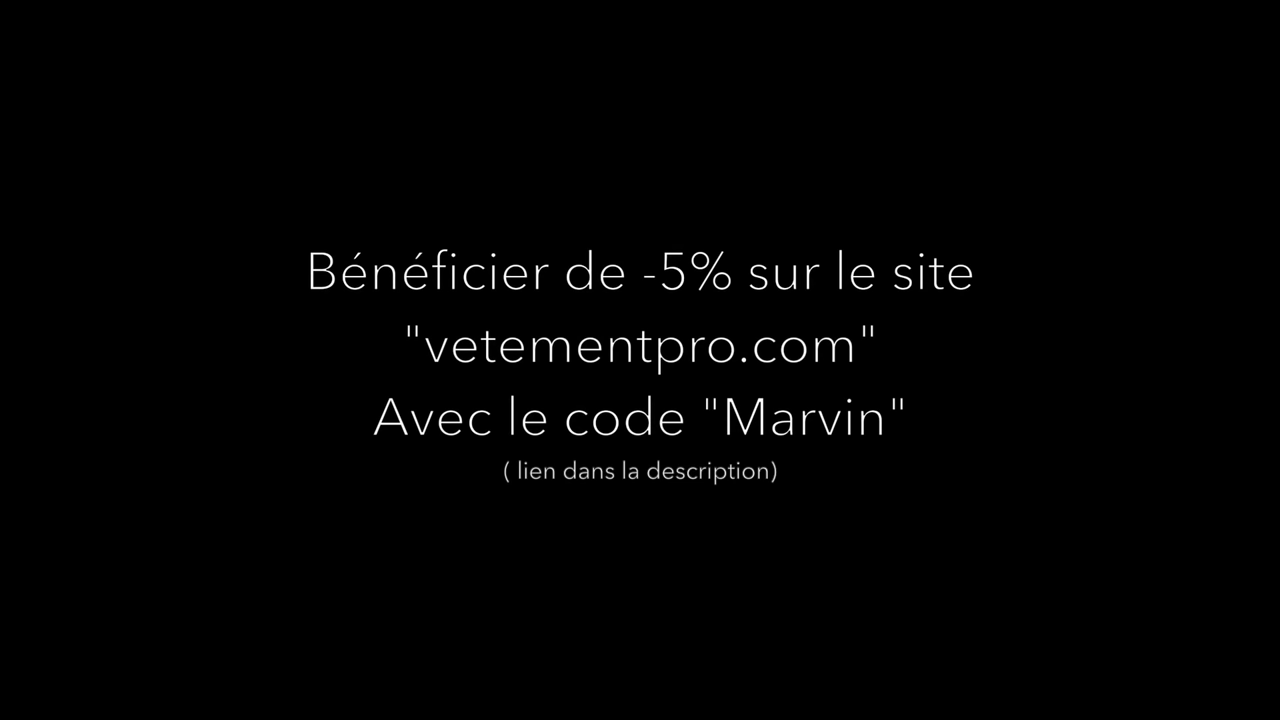 Bénéficier de -5% sur le site
"vetementpro.com"
Avec le code "Marvin"
( lien dans la description)